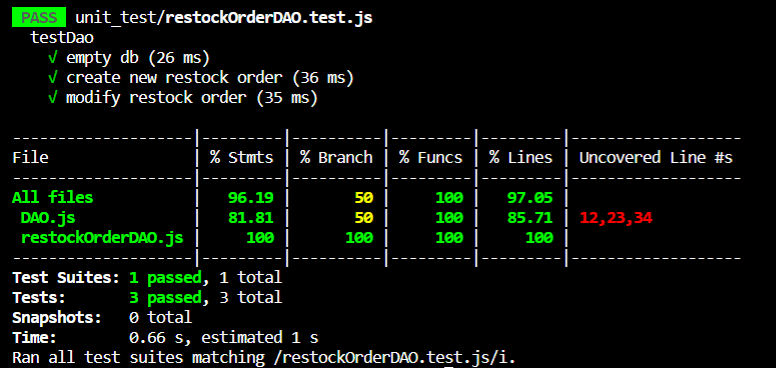 PASS unit_test/restockOrderDAO.test.js
  testDao
    √ empty db (26 ms)
    √ create new restock order (36 ms)
    √ modify restock order (35 ms)
--------------------|---------|----------|---------|---------|-------------------
File                | % Stmts | % Branch | % Funcs | % Lines | Uncovered Line #s
--------------------|---------|----------|---------|---------|-------------------
All files           |   96.19 |       50 |     100 |   97.05 |
 DAO.js             |   81.81 |       50 |     100 |   85.71 | 12,23,34
 restockOrderDAO.js |     100 |      100 |     100 |     100 |
--------------------|---------|----------|---------|---------|-------------------
Test Suites: 1 passed, 1 total
Tests:       3 passed, 3 total
Snapshots:   0 total
Time:        0.66 s, estimated 1 s
Ran all test suites matching /restockOrderDAO.test.js/i.